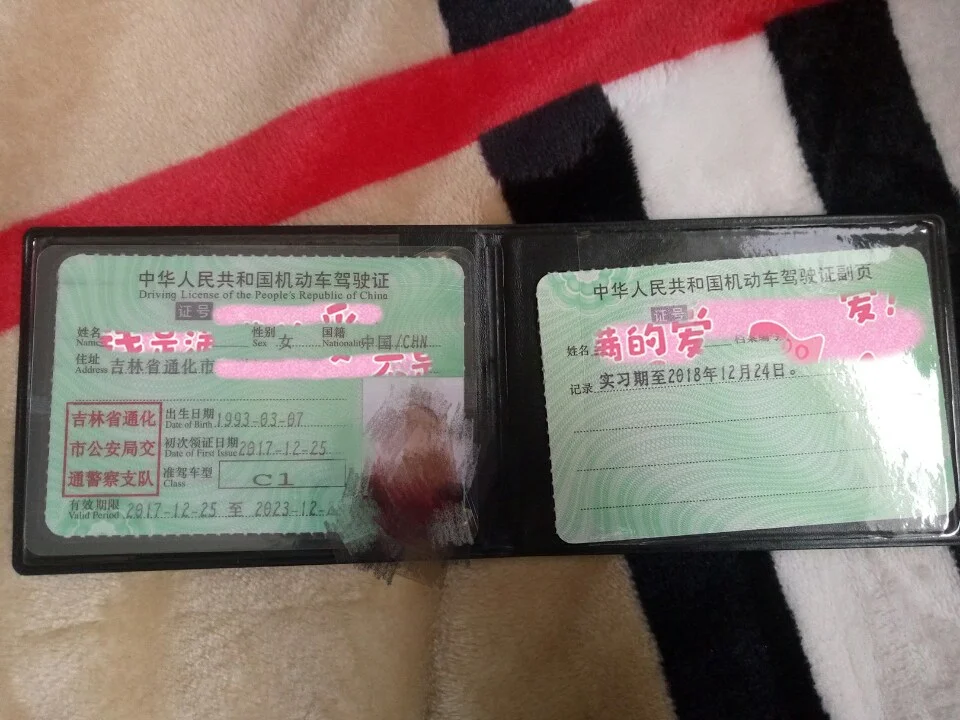 中华人民共和国机动车驾驶证
Driving License of the People's Republic of China
证号
姓名
Name
性别
Sex
女
国籍
Nationality
中国/CHN
住址
Address
吉林省通化市
吉林省通化
市公安局交
通警察支队
出生日期
Date of Birth
1993-03-07
初次领证日期
Date of First Issue
2017-12-25
准驾车型
Class
C1
有效期限
Valid Period
2017-12-25 至 2023-12-
中华人民共和国机动车驾驶证副页
证号
爱!
姓名
的爱
记录
实习期至2018年12月24日。